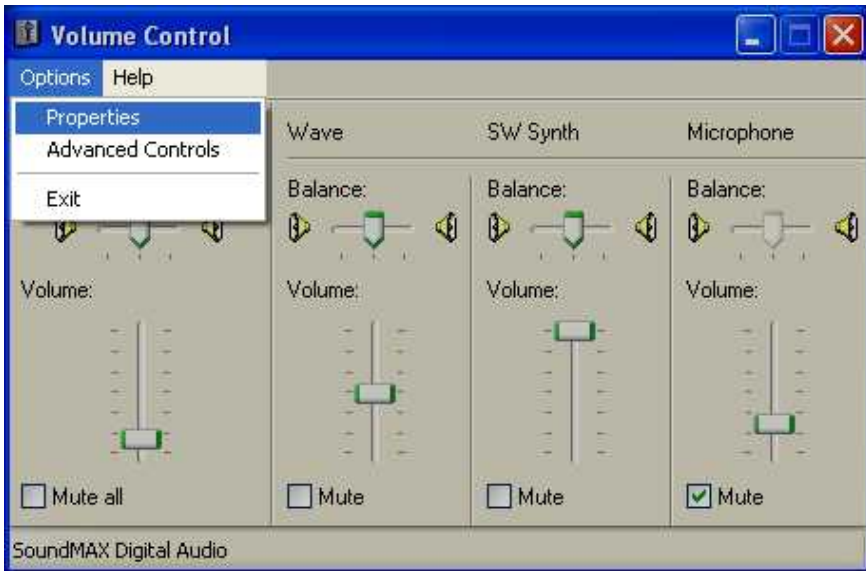 Volume Control
Options Help
Properties
Advanced Controls
Exit
Wave SW Synth Microphone
Balance: Balance: Balance:
Volume: Volume: Volume: Volume:
Mute all Mute Mute Mute
SoundMAX Digital Audio